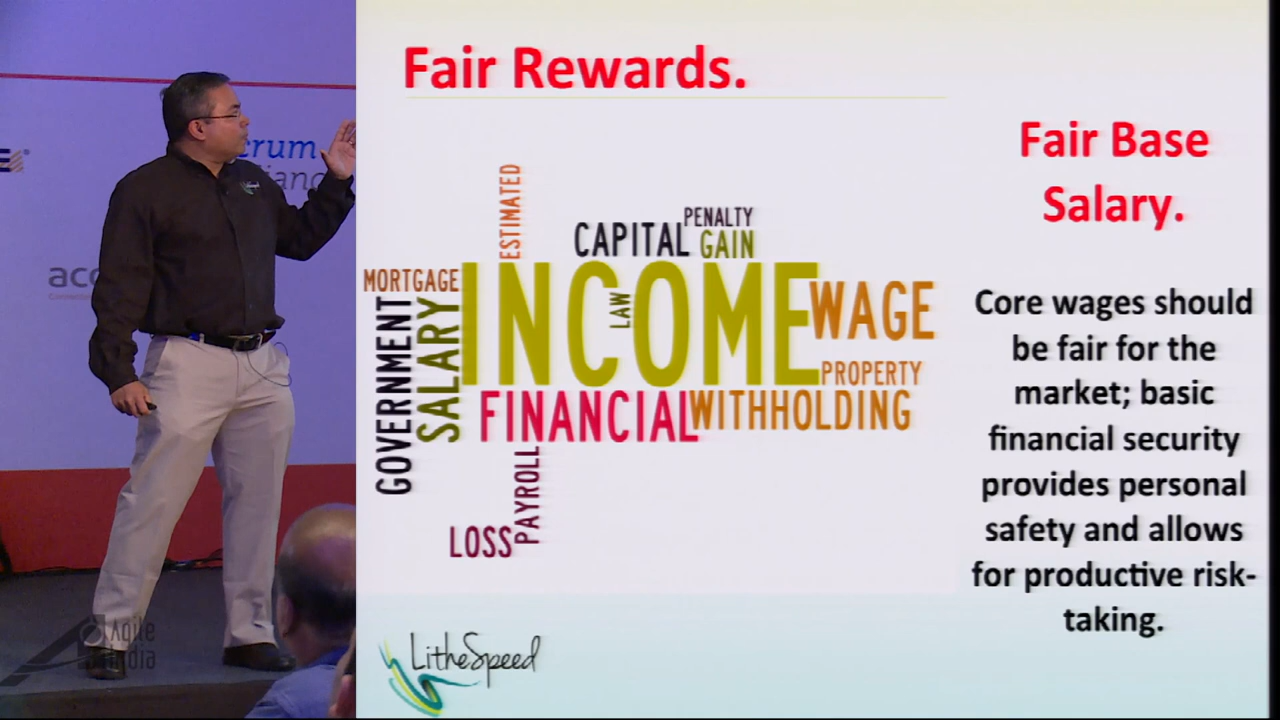 Fair Rewards.
Fair Base
Salary.
Core wages should
be fair for the
market; basic
financial security
provides personal
safety and allows
for productive risk-
taking.
ESTIMATED
PENALTY
CAPITAL
GAIN
MORTGAGE
INCOME
LAW
WAGE
GOVERNMENT
SALARY
PROPERTY
FINANCIAL
WITHHOLDING
PAYROLL
LOSS
LitheSpeed
Agile
India